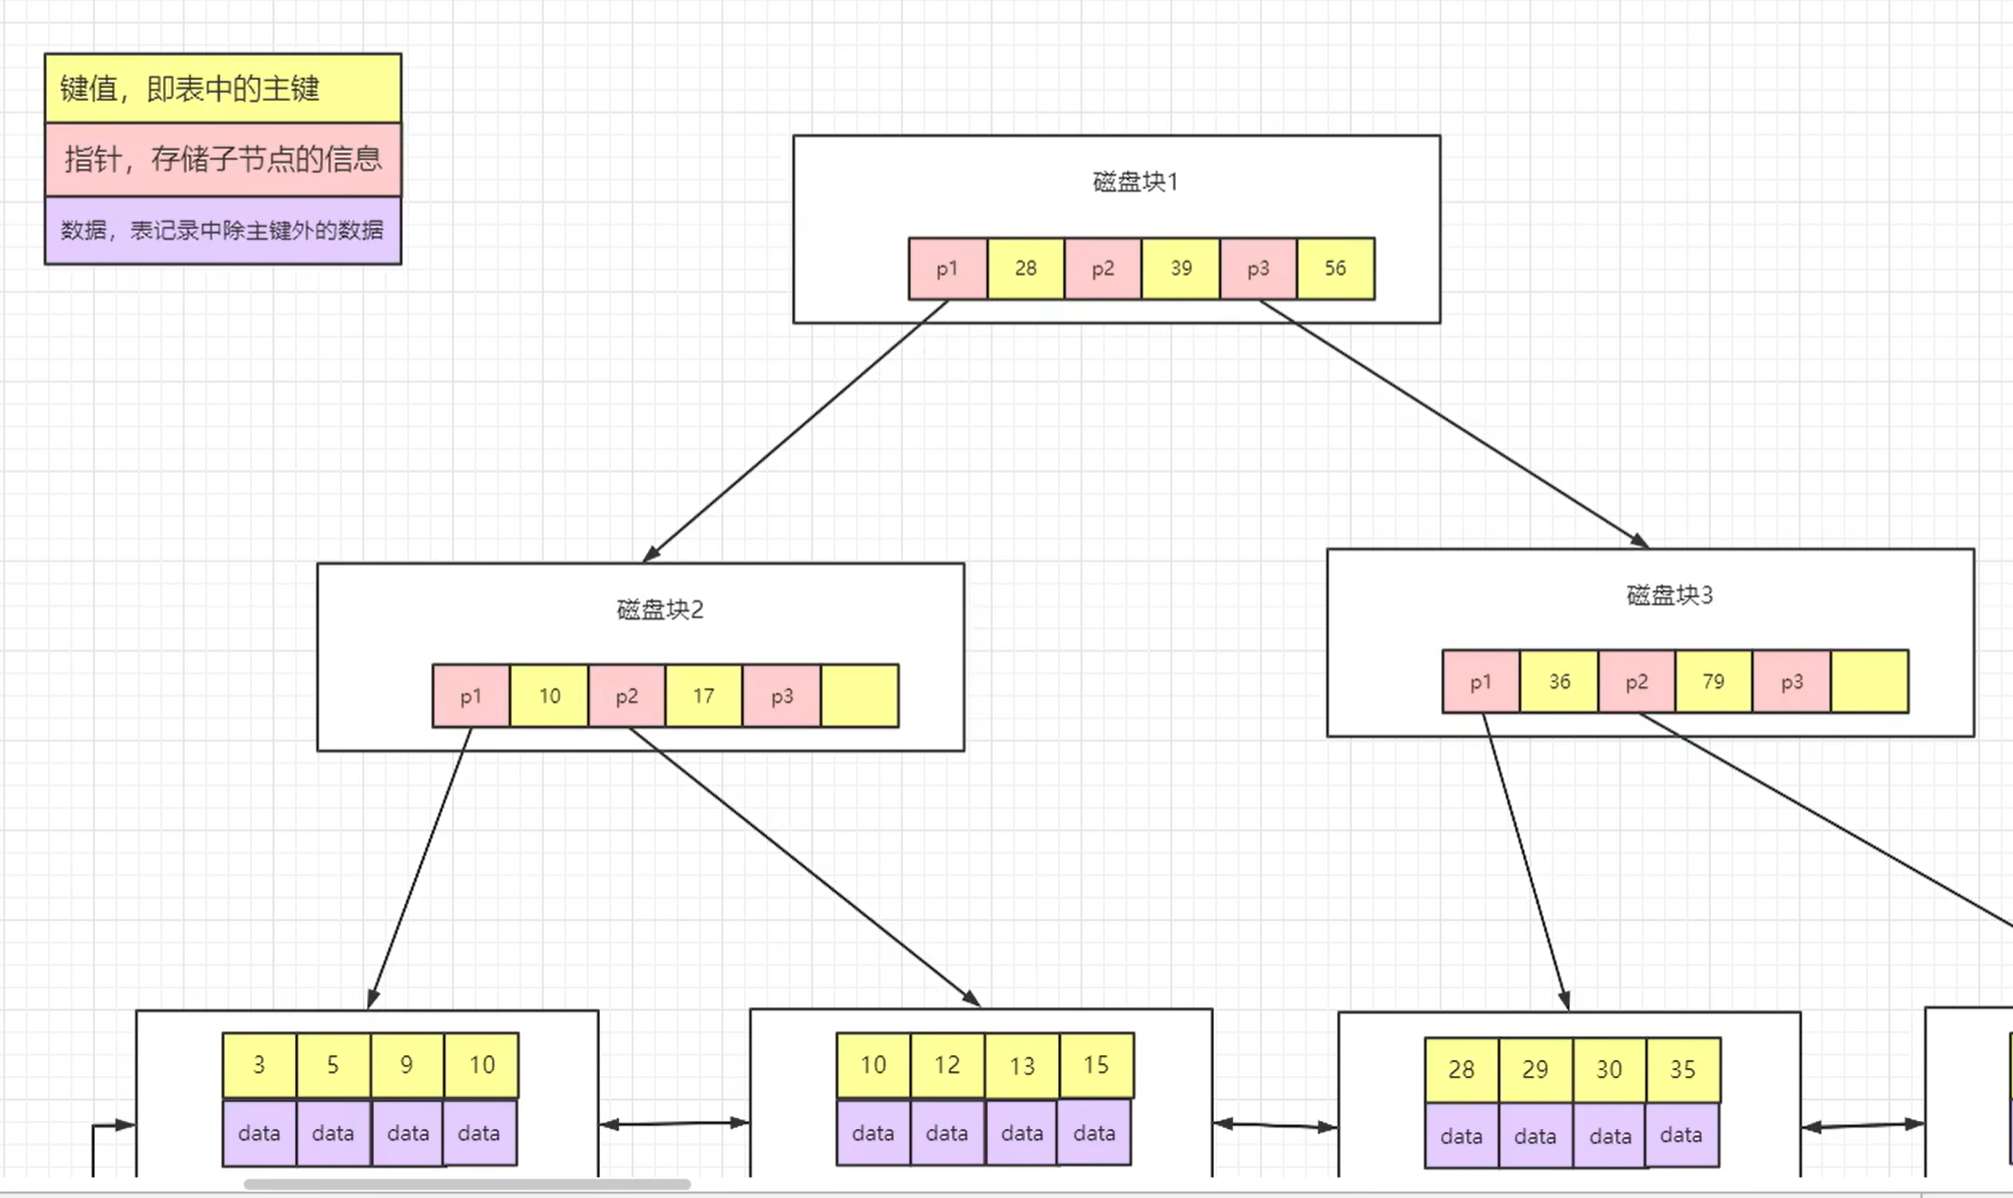 键值，即表中的主键
指针，存储子节点的信息
数据，表记录中除主键外的数据
磁盘块1
p1 28 p2 39 p3 56
磁盘块2
p1 10 p2 17 p3
磁盘块3
p1 36 p2 79 p3
3 5 9 10
data data data data
10 12 13 15
data data data data
28 29 30 35
data data data data